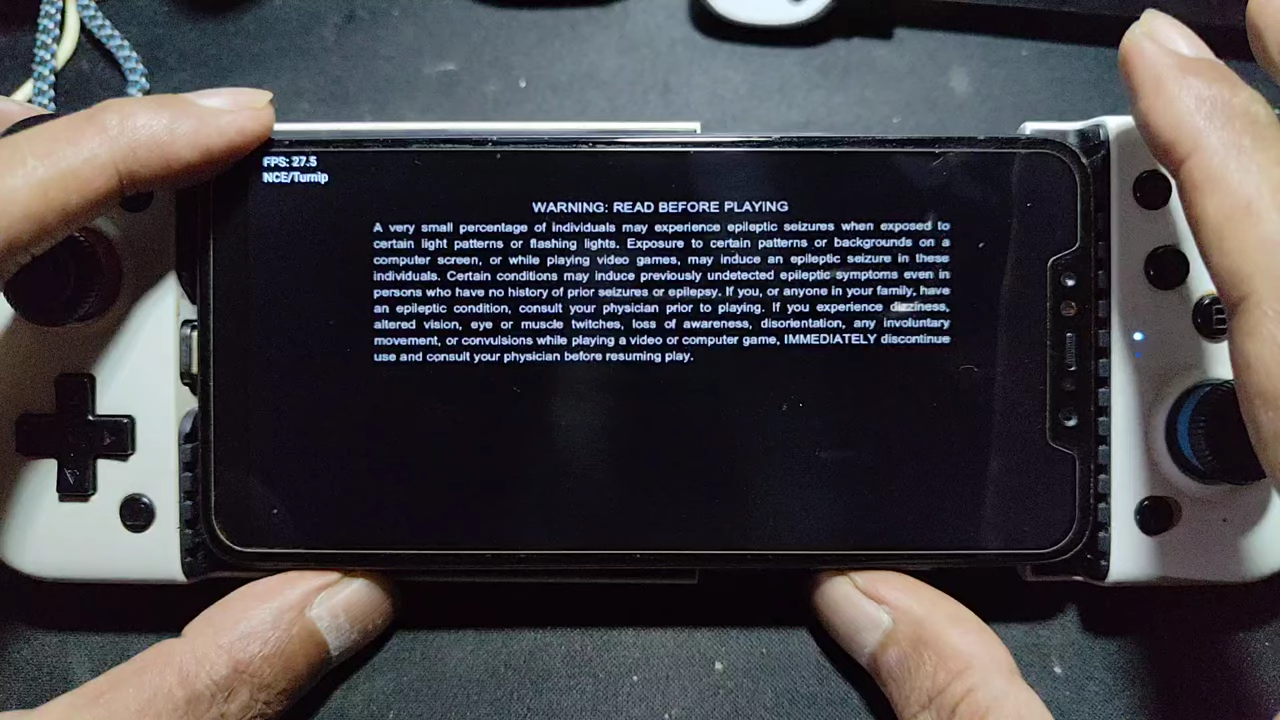 FPS: 27.5
NCE/Turnip
WARNING: READ BEFORE PLAYING
A very small percentage of individuals may experience epileptic seizures when exposed to
certain light patterns or flashing lights. Exposure to certain patterns or backgrounds on a
computer screen, or while playing video games, may induce an epileptic seizure in these
individuals. Certain conditions may induce previously undetected epileptic symptoms even in
persons who have no history of prior seizures or epilepsy. If you, or anyone in your family, have
an epileptic condition, consult your physician prior to playing. If you experience dizziness,
altered vision, eye or muscle twitches, loss of awareness, disorientation, any involuntary
movement, or convulsions while playing a video or computer game, IMMEDIATELY discontinue
use and consult your physician before resuming play.